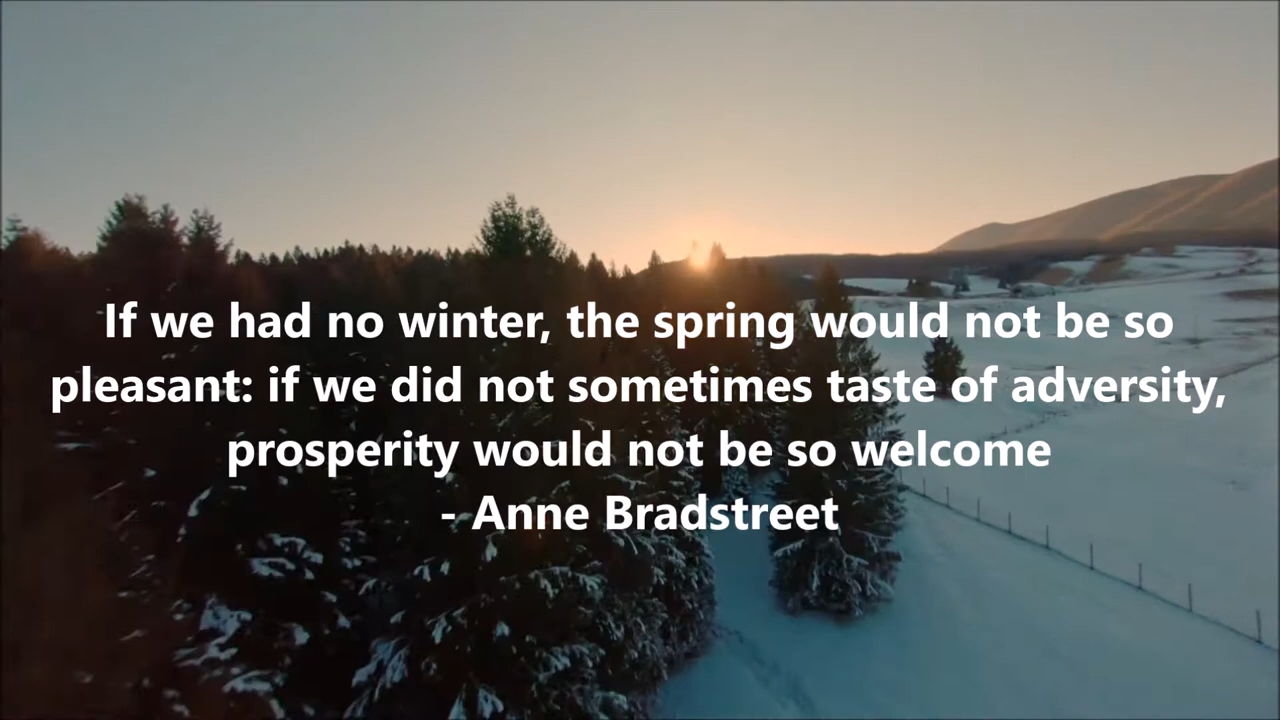 If we had no winter, the spring would not be so
pleasant: if we did not sometimes taste of adversity,
prosperity would not be so welcome
- Anne Bradstreet